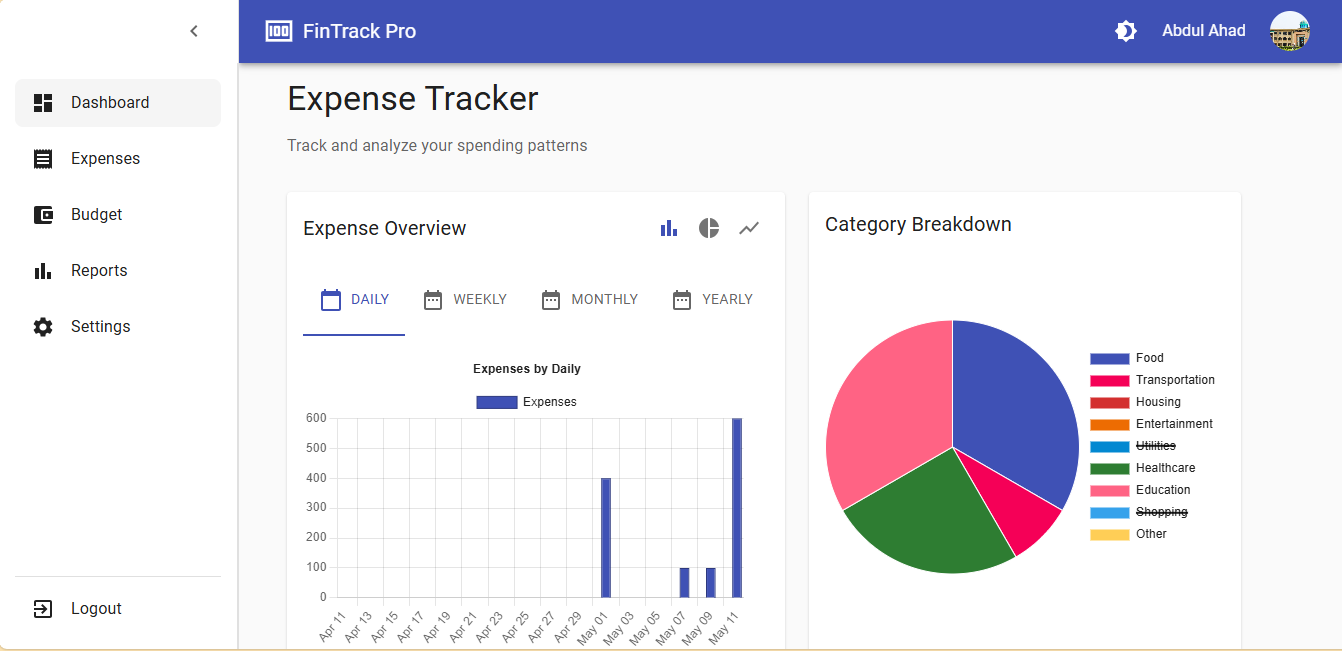 100 FinTrack Pro
Abdul Ahad
Dashboard
Expenses
Budget
Reports
Settings
Logout
Expense Tracker
Track and analyze your spending patterns
Expense Overview
DAILY WEEKLY MONTHLY YEARLY
Expenses by Daily
Expenses
600
500
400
300
200
100
0
Apr 11 Apr 13 Apr 15 Apr 17 Apr 19 Apr 21 Apr 23 Apr 25 Apr 27 Apr 29 May 01 May 03 May 05 May 07 May 09 May 11
Category Breakdown
Food
Transportation
Housing
Entertainment
Utilities
Healthcare
Education
Shopping
Other